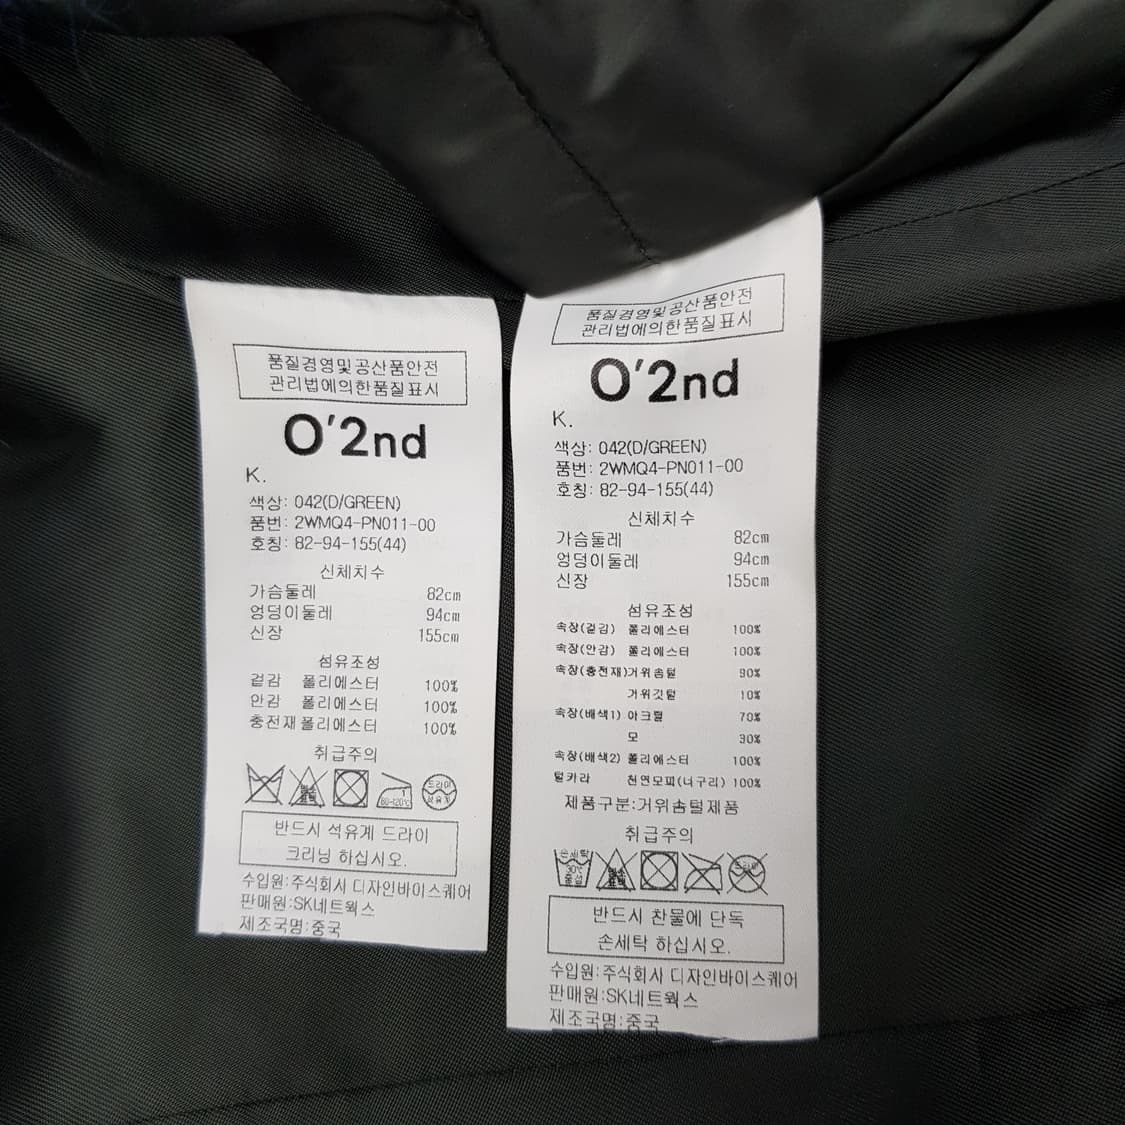 품질경영및공산품안전
관리법에의한품질표시
O'2nd
K.
색상: 042(D/GREEN)
품번: 2WMQ4-PN011-00
호칭: 82-94-155(44)
신체치수
가슴둘레 82cm
엉덩이둘레 94cm
신장 155cm
섬유조성
겉감 폴리에스터 100%
안감 폴리에스터 100%
충전재 폴리에스터 100%
취급주의
60-120℃
드라이
석유계
반드시 석유계 드라이
크리닝 하십시오.
수입원:주식회사 디자인바이스퀘어
판매원:SK네트웍스
제조국명:중국
품질경영및공산품안전
관리법에의한품질표시
O'2nd
K.
색상: 042(D/GREEN)
품번: 2WMQ4-PN011-00
호칭: 82-94-155(44)
신체치수
가슴둘레 82cm
엉덩이둘레 94cm
신장 155cm
섬유조성
속장(겉감) 폴리에스터 100%
속장(안감) 폴리에스터 100%
속장(충전재)거위솜털 90%
거위깃털 10%
속장(배색1) 아크릴 70%
모 30%
속장(배색2) 폴리에스터 100%
털카라 천연모피(너구리) 100%
제품구분:거위솜털제품
취급주의
손세탁
30℃
중성
반드시 찬물에 단독
손세탁 하십시오.
수입원:주식회사 디자인바이스퀘어
판매원:SK네트웍스
제조국명:중국